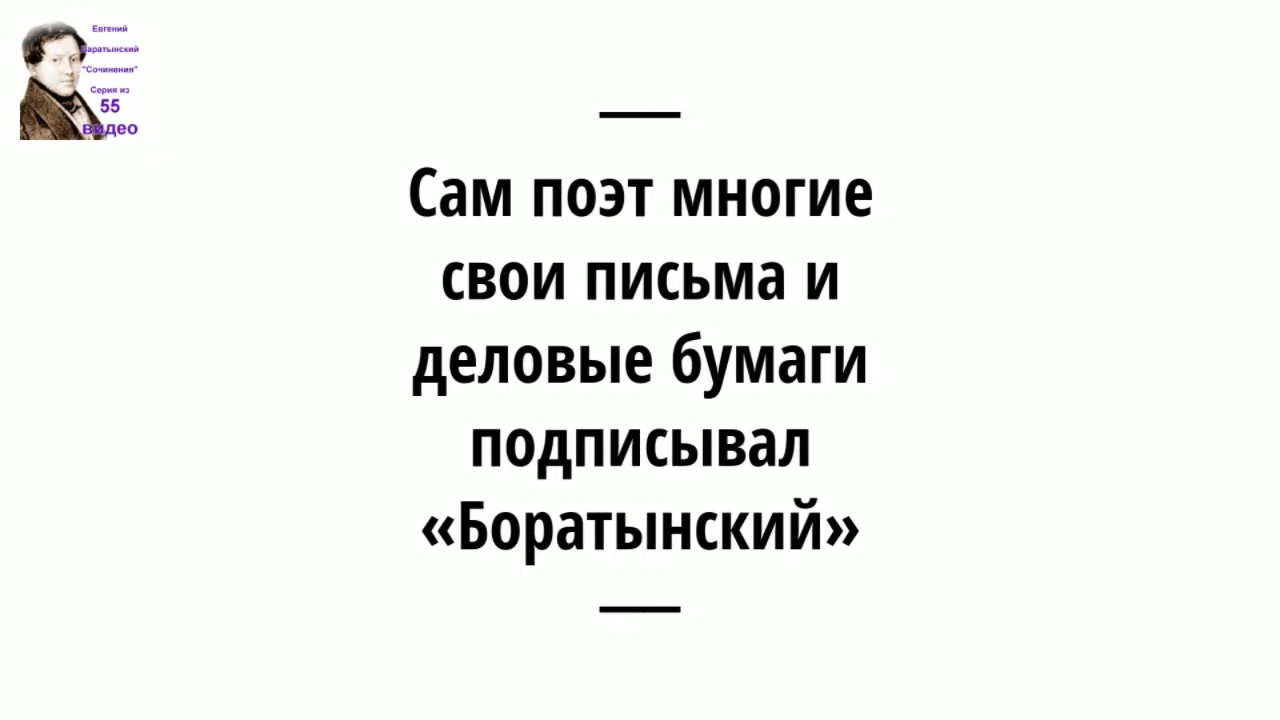 Евгений
Баратынский
"Сочинения"
Серия из
55
видео
Сам поэт многие
свои письма и
деловые бумаги
подписывал
«Боратынский»